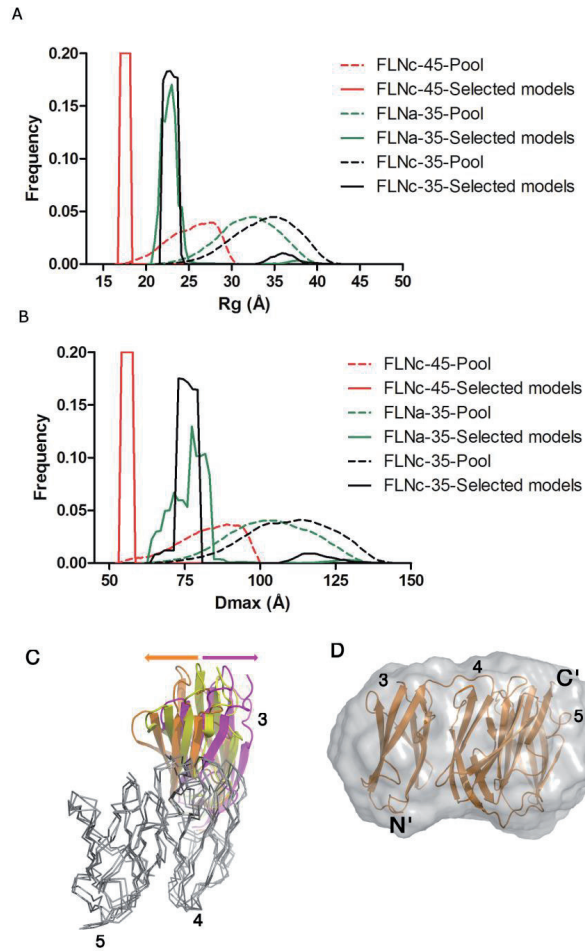 A
0.20
0.15
0.10
0.05
0.00
Frequency
15 20 25 30 35 40 45 50
Rg (Å)
FLNc-45-Pool
FLNc-45-Selected models
FLNa-35-Pool
FLNa-35-Selected models
FLNc-35-Pool
FLNc-35-Selected models
B
0.20
0.15
0.10
0.05
0.00
Frequency
50 75 100 125 150
Dmax (Å)
FLNc-45-Pool
FLNc-45-Selected models
FLNa-35-Pool
FLNa-35-Selected models
FLNc-35-Pool
FLNc-35-Selected models
C
3
4
5
D
3
4
C'
5
N'